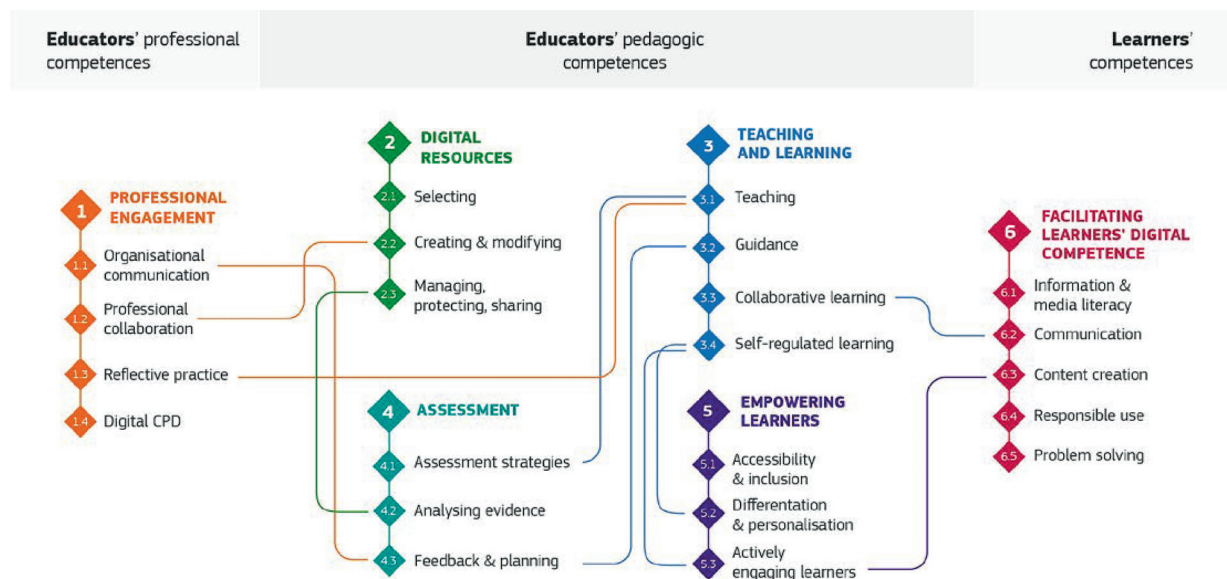 Educators’ professional
competences
Educators’ pedagogic
competences
Learners’
competences
1
PROFESSIONAL
ENGAGEMENT
1.1
Organisational
communication
1.2
Professional
collaboration
1.3
Reflective practice
1.4
Digital CPD
2
DIGITAL
RESOURCES
2.1
Selecting
2.2
Creating & modifying
2.3
Managing,
protecting, sharing
3
TEACHING
AND LEARNING
3.1
Teaching
3.2
Guidance
3.3
Collaborative learning
3.4
Self-regulated learning
4
ASSESSMENT
4.1
Assessment strategies
4.2
Analysing evidence
4.3
Feedback & planning
5
EMPOWERING
LEARNERS
5.1
Accessibility
& inclusion
5.2
Differentation
& personalisation
5.3
Actively
engaging learners
6
FACILITATING
LEARNERS’ DIGITAL
COMPETENCE
6.1
Information &
media literacy
6.2
Communication
6.3
Content creation
6.4
Responsible use
6.5
Problem solving